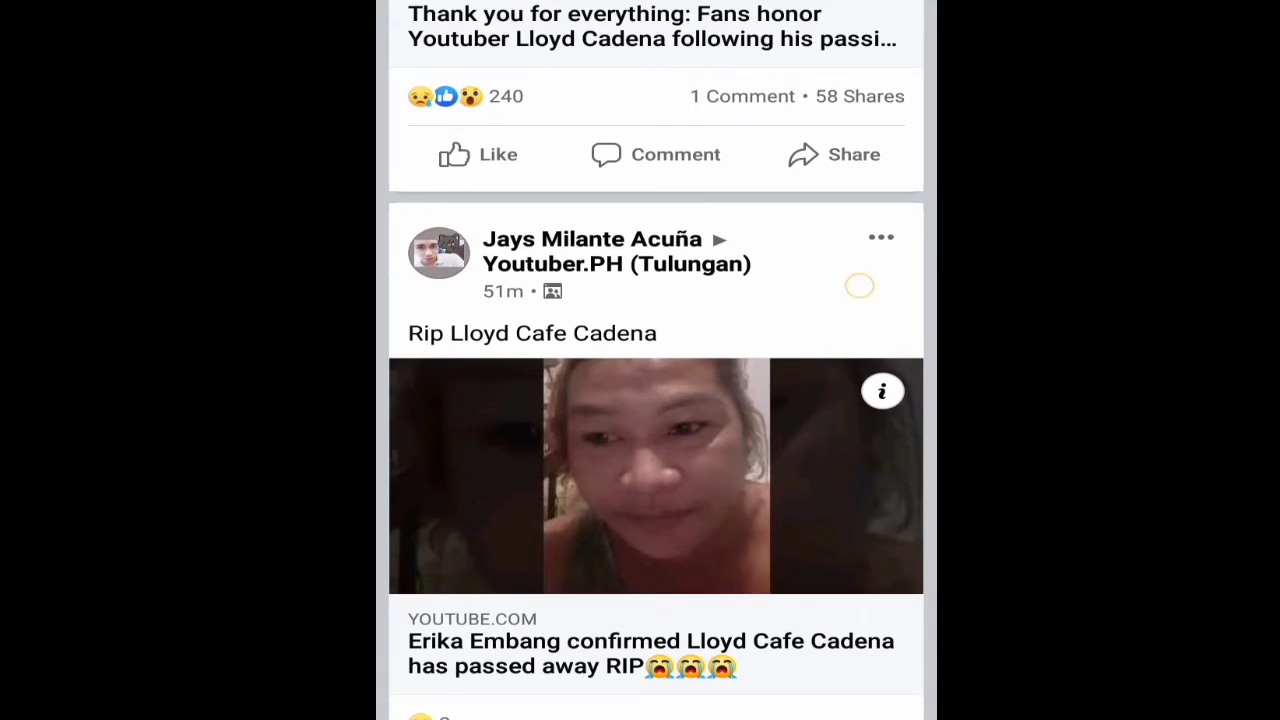 Thank you for everything: Fans honor
Youtuber Lloyd Cadena following his passi...
240
1 Comment • 58 Shares
Like
Comment
Share
Jays Milante Acuña ▶
Youtuber.PH (Tulungan)
51m •
Rip Lloyd Cafe Cadena
i
YOUTUBE.COM
Erika Embang confirmed Lloyd Cafe Cadena
has passed away RIP😭😭😭